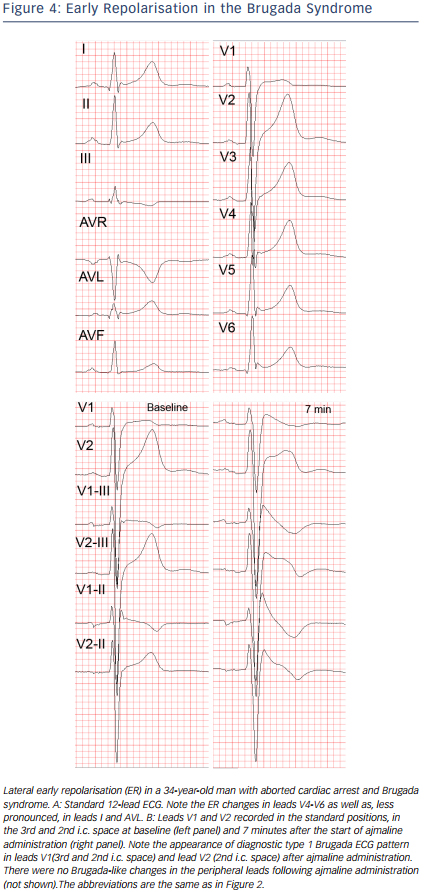 Figure 4: Early Repolarisation in the Brugada Syndrome
I
II
III
AVR
AVL
AVF
V1
V2
V3
V4
V5
V6
V1
Baseline
7 min
V2
V1-III
V2-III
V1-II
V2-II
Lateral early repolarisation (ER) in a 34-year-old man with aborted cardiac arrest and Brugada
syndrome. A: Standard 12-lead ECG. Note the ER changes in leads V4-V6 as well as, less
pronounced, in leads I and AVL. B: Leads V1 and V2 recorded in the standard positions, in
the 3rd and 2nd i.c. space at baseline (left panel) and 7 minutes after the start of ajmaline
administration (right panel). Note the appearance of diagnostic type 1 Brugada ECG pattern
in leads V1(3rd and 2nd i.c. space) and lead V2 (2nd i.c. space) after ajmaline administration.
There were no Brugada-like changes in the peripheral leads following ajmaline administration
(not shown).The abbreviations are the same as in Figure 2.